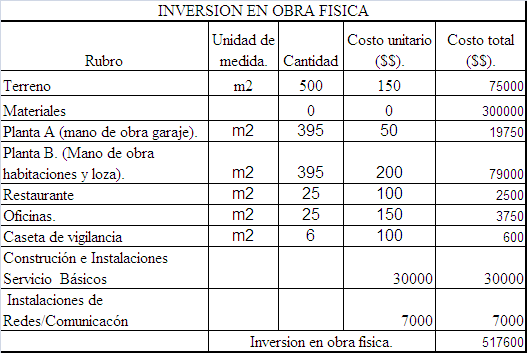 INVERSION EN OBRA FISICA
Rubro Unidad de medida. Cantidad Costo unitario ($$). Costo total ($$).
Terreno m2 500 150 75000
Materiales 0 0 300000
Planta A (mano de obra garaje). m2 395 50 19750
Planta B. (Mano de obra
habitaciones y loza). m2 395 200 79000
Restaurante m2 25 100 2500
Oficinas. m2 25 150 3750
Caseta de vigilancia m2 6 100 600
Construcíne e Instalaciones
Servicio Básicos 30000 30000
Instalaciones de
Redes/Comunicacón 7000 7000
Inversion en obra fisica. 517600